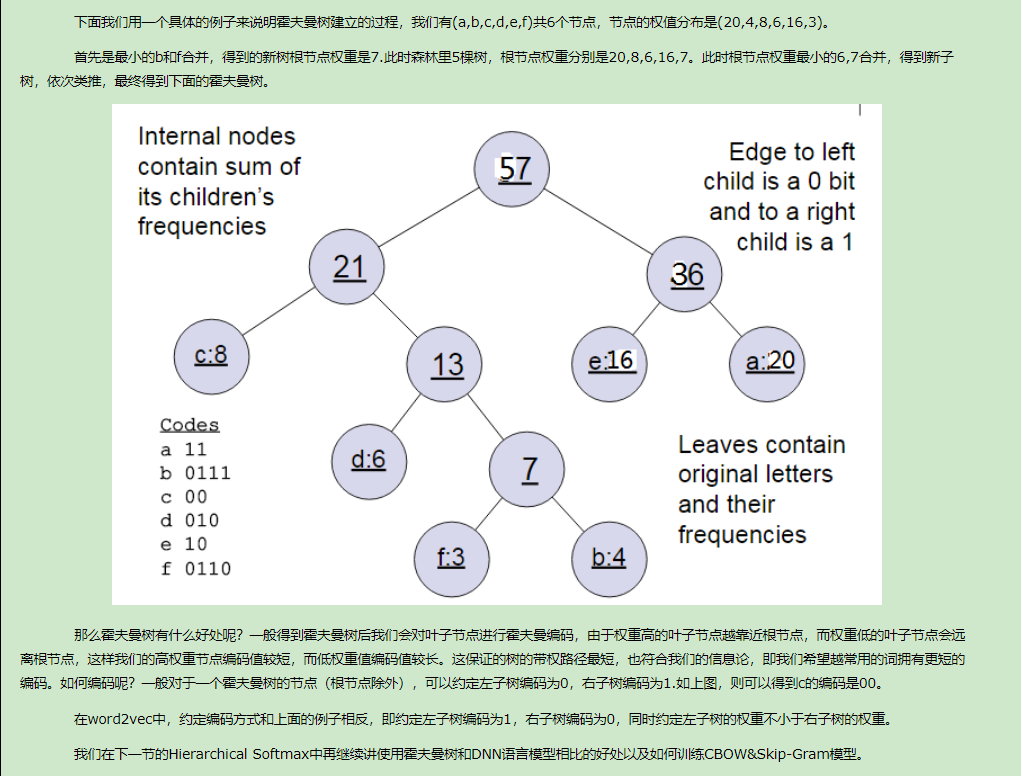 下面我们用一个具体的例子来说明霍夫曼树建立的过程，我们有(a,b,c,d,e,f)共6个节点，节点的权值分布是(20,4,8,6,16,3)。
首先是最小的b和f合并，得到的新树根节点权重是7.此时森林里5棵树，根节点权重分别是20,8,6,16,7。此时根节点权重最小的6,7合并，得到新子
树，依次类推，最终得到下面的霍夫曼树。
Internal nodes
contain sum of
its children's
frequencies
57
Edge to left
child is a 0 bit
and to a right
child is a 1
21
36
c:8
13
e:16
a:20
Codes
a 11
b 0111
c 00
d 010
e 10
f 0110
d:6
7
Leaves contain
original letters
and their
frequencies
f:3
b:4
那么霍夫曼树有什么好处呢？一般得到霍夫曼树后我们会对叶子节点进行霍夫曼编码，由于权重高的叶子节点越靠近根节点，而权重低的叶子节点会远
离根节点，这样我们的高权重节点编码值较短，而低权重值编码值较长。这保证的树的带权路径最短，也符合我们的信息论，即我们希望越常用的词拥有更短的
编码。如何编码呢？一般对于一个霍夫曼树的节点（根节点除外），可以约定左子树编码为0，右子树编码为1.如上图，则可以得到c的编码是00。
在word2vec中，约定编码方式和上面的例子相反，即约定左子树编码为1，右子树编码为0，同时约定左子树的权重不小于右子树的权重。
我们在下一节的Hierarchical Softmax中再继续讲使用霍夫曼树和DNN语言模型相比的好处以及如何训练CBOW&Skip-Gram模型。